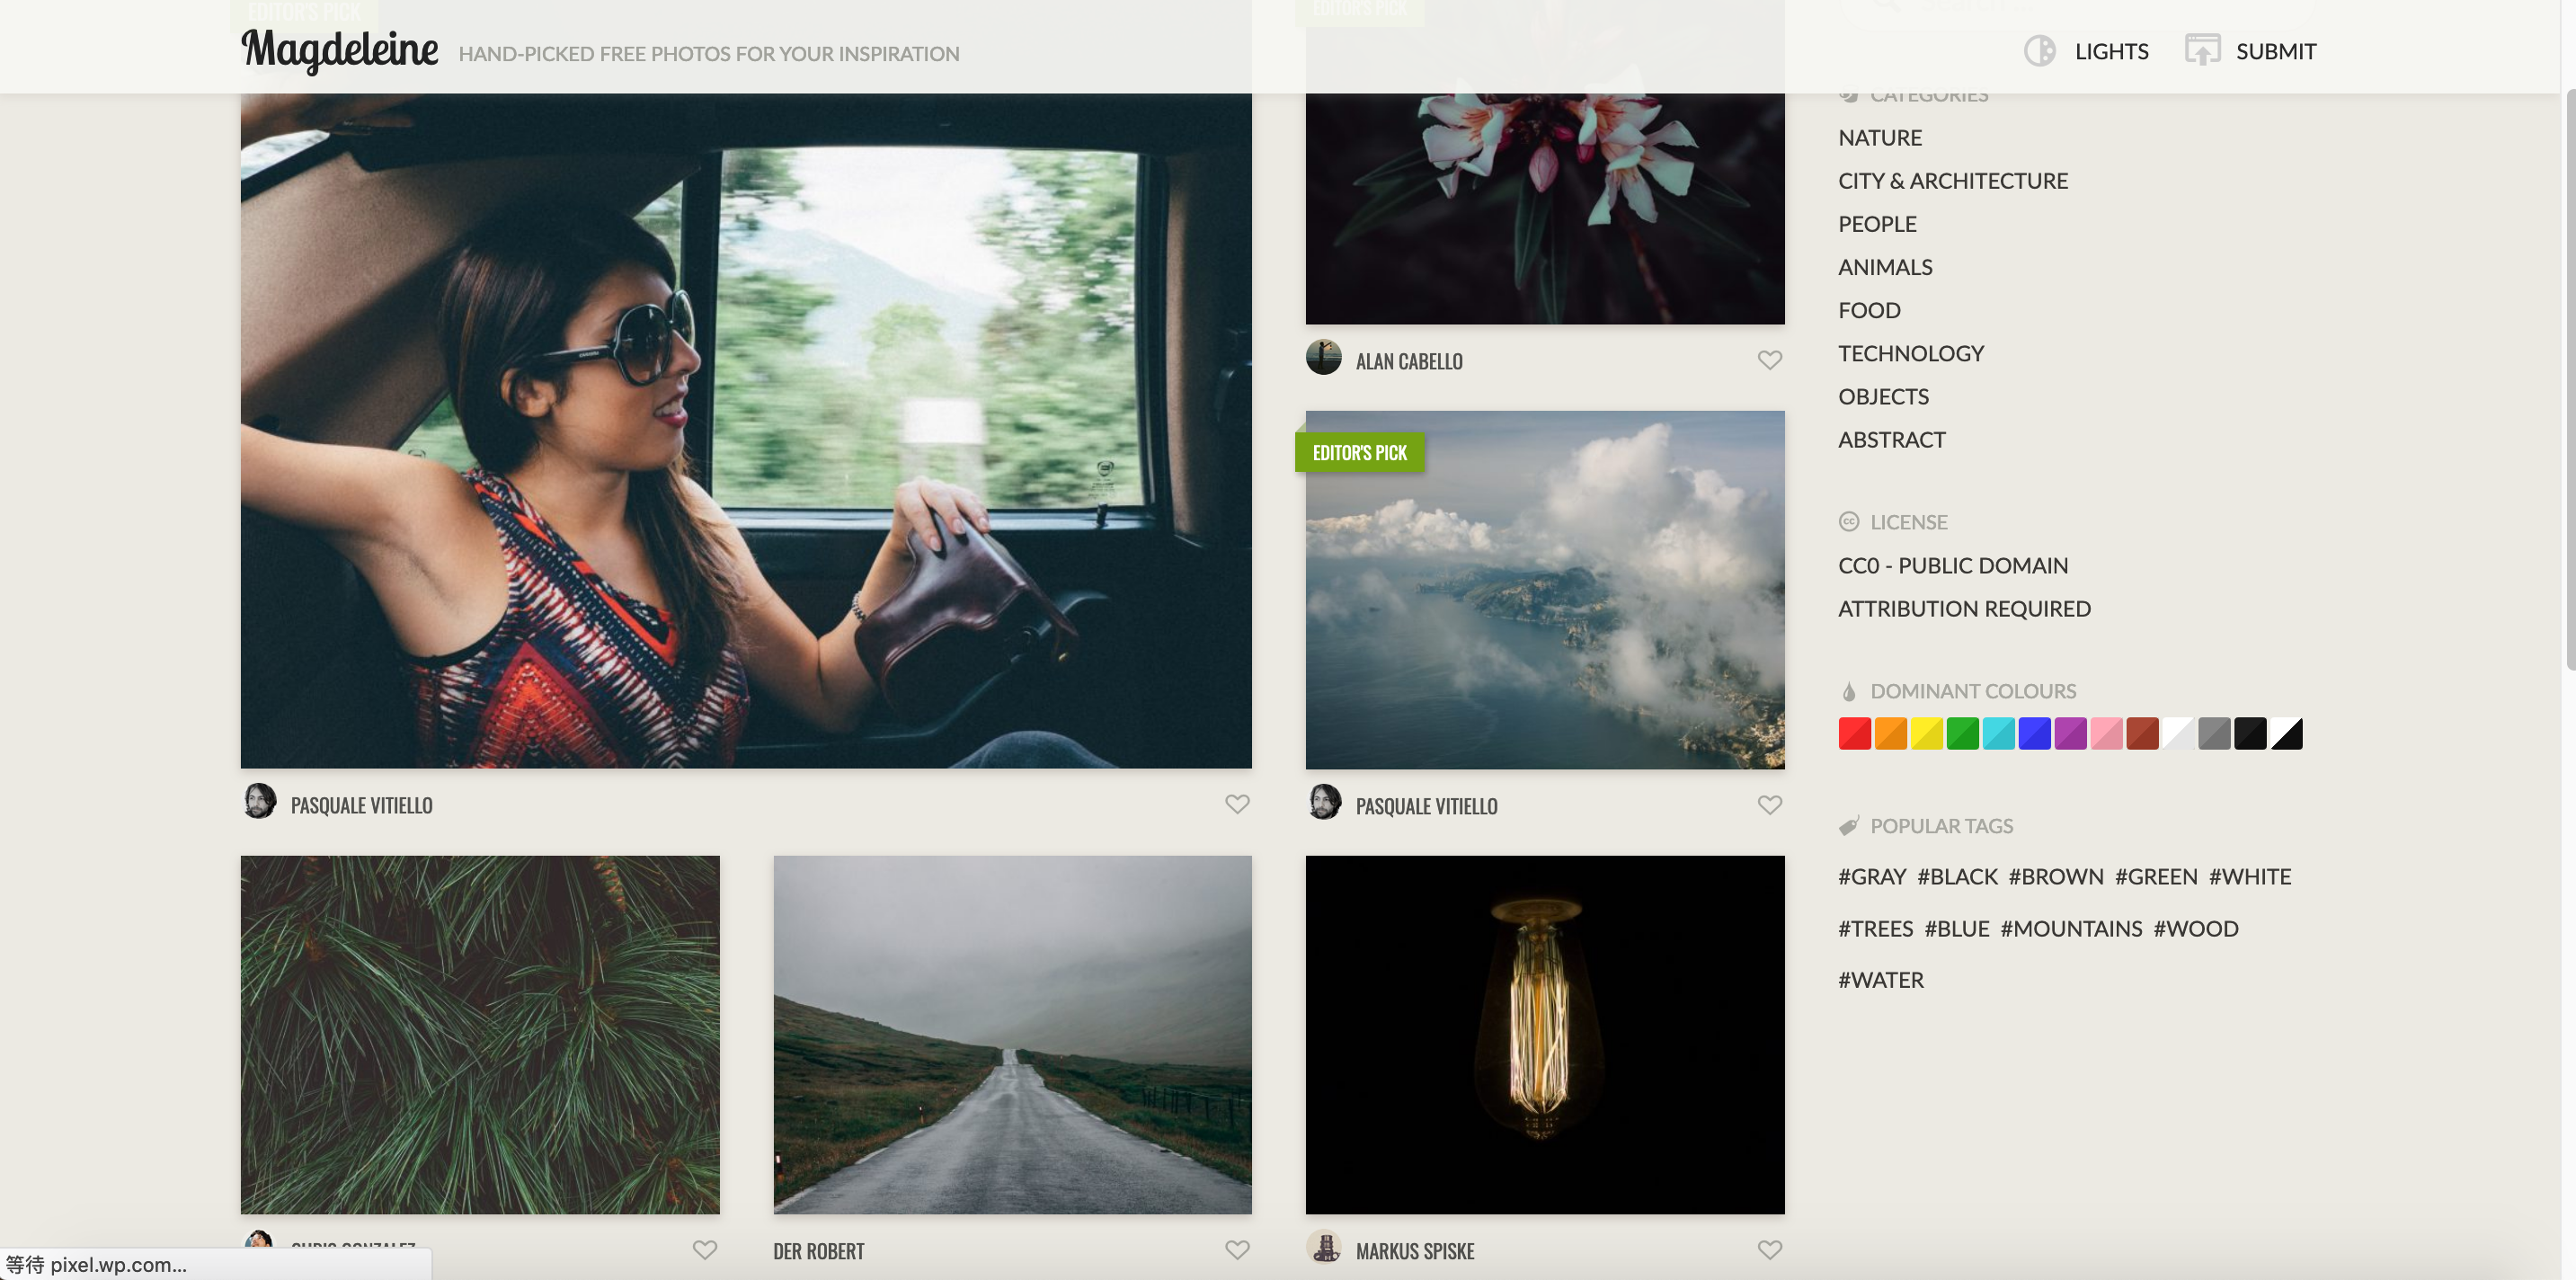 EDITOR'S PICK
EDITOR'S PICK
Magdeleine HAND-PICKED FREE PHOTOS FOR YOUR INSPIRATION
LIGHTS
SUBMIT
CATEGORIES
NATURE
CITY & ARCHITECTURE
PEOPLE
ANIMALS
FOOD
TECHNOLOGY
OBJECTS
ABSTRACT
ALAN CABELLO
EDITOR'S PICK
LICENSE
CC0 - PUBLIC DOMAIN
ATTRIBUTION REQUIRED
DOMINANT COLOURS
PASQUALE VITIELLO
PASQUALE VITIELLO
POPULAR TAGS
#GRAY #BLACK #BROWN #GREEN #WHITE
#TREES #BLUE #MOUNTAINS #WOOD
#WATER
CHRIS GONZALEZ
DER ROBERT
MARKUS SPISKE
等待 pixel.wp.com...